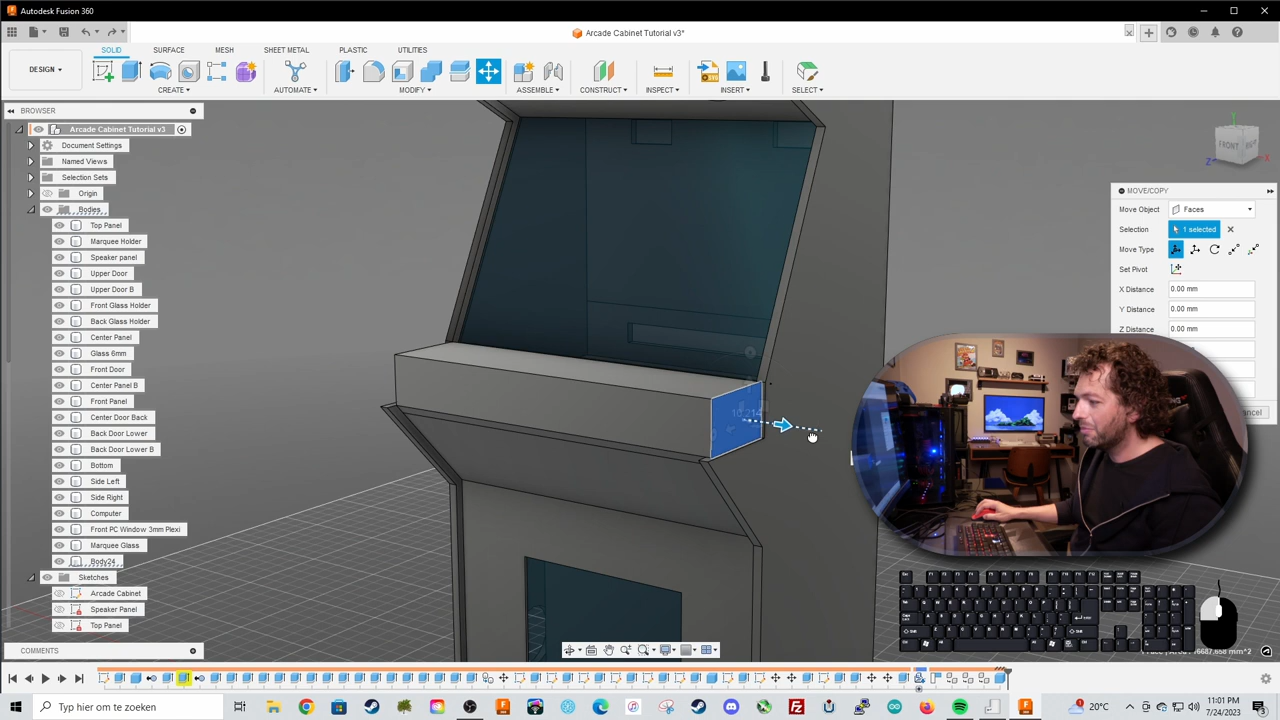 Autodesk Fusion 360
Arcade Cabinet Tutorial v3*
SOLID SURFACE MESH SHEET METAL PLASTIC UTILITIES
DESIGN
CREATE AUTOMATE MODIFY ASSEMBLE CONSTRUCT INSPECT INSERT SELECT
BROWSER
Arcade Cabinet Tutorial v3
Document Settings
Named Views
Selection Sets
Origin
Bodies
Top Panel
Marquee Holder
Speaker panel
Upper Door
Upper Door B
Front Glass Holder
Back Glass Holder
Center Panel
Glass 6mm
Front Door
Center Panel B
Front Panel
Center Door Back
Back Door Lower
Back Door Lower B
Bottom
Side Left
Side Right
Computer
Front PC Window 3mm Plexi
Marquee Glass
Body24
Sketches
Arcade Cabinet
Speaker Panel
Top Panel
COMMENTS
FRONT
Y
X
Z
MOVE/COPY
Move Object Faces
Selection 1 selected
Move Type
Set Pivot
X Distance 0.00 mm
Y Distance 0.00 mm
Z Distance 0.00 mm
Typ hier om te zoeken
20°C
11:01 PM
7/24/2023